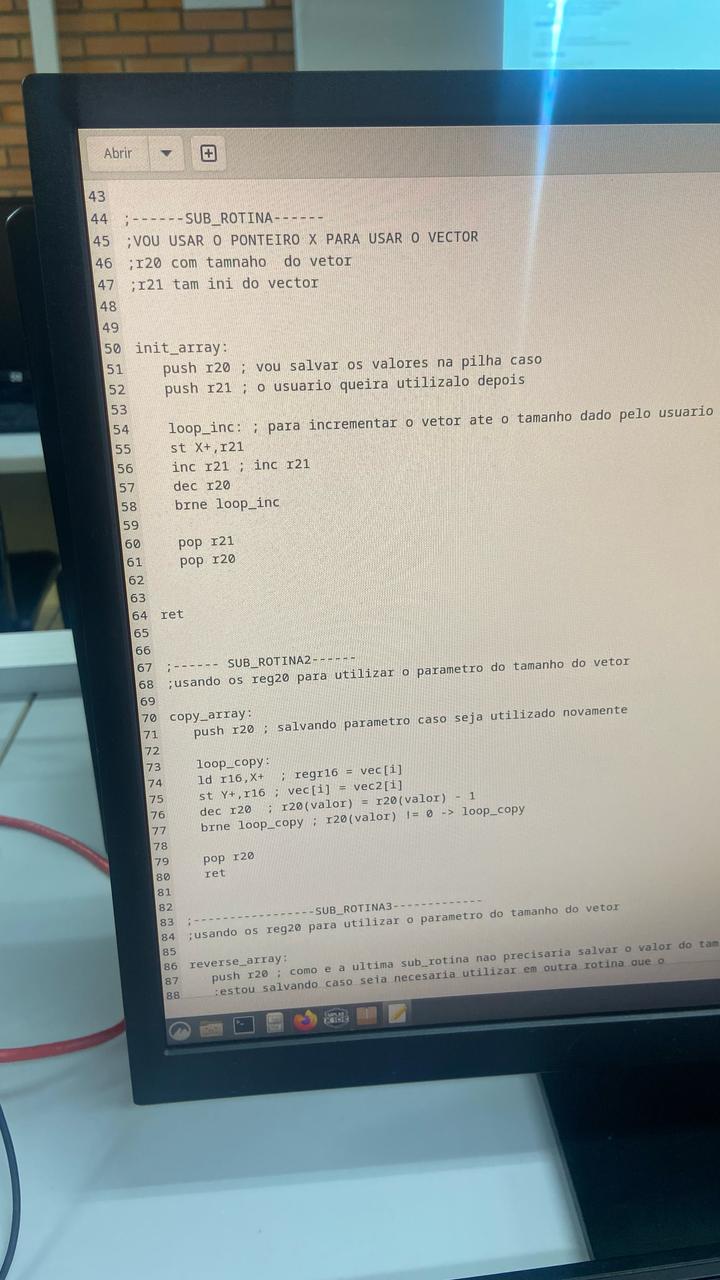 Abrir
43
44 ;------SUB_ROTINA------
45 ;VOU USAR O PONTEIRO X PARA USAR O VECTOR
46 ;r20 com tamnaho  do vetor
47 ;r21 tam ini do vector
48
49
50 init_array:
51 push r20 ; vou salvar os valores na pilha caso
52 push r21 ; o usuario queira utilizalo depois
53
54 loop_inc: ; para incrementar o vetor ate o tamanho dado pelo usuario
55 st X+,r21
56 inc r21 ; inc r21
57 dec r20
58 brne loop_inc
59
60 pop r21
61 pop r20
62
63
64 ret
65
66
67 ;------ SUB_ROTINA2------
68 ;usando os reg20 para utilizar o parametro do tamanho do vetor
69
70 copy_array:
71 push r20 ; salvando parametro caso seja utilizado novamente
72
73 loop_copy:
74 ld r16,X+  ; regr16 = vec[i]
75 st Y+,r16 ; vec[i] = vec2[i]
76 dec r20  ; r20(valor) = r20(valor) - 1
77 brne loop_copy ; r20(valor) != 0 -> loop_copy
78
79 pop r20
80 ret
81
82
83 ;-----------------SUB_ROTINA3-------------
84 ;usando os reg20 para utilizar o parametro do tamanho do vetor
85
86 reverse_array:
87 push r20 ; como e a ultima sub_rotina nao precisaria salvar o valor do tam
88 ;estou salvando caso seja necesaria utilizar em outra rotina que o